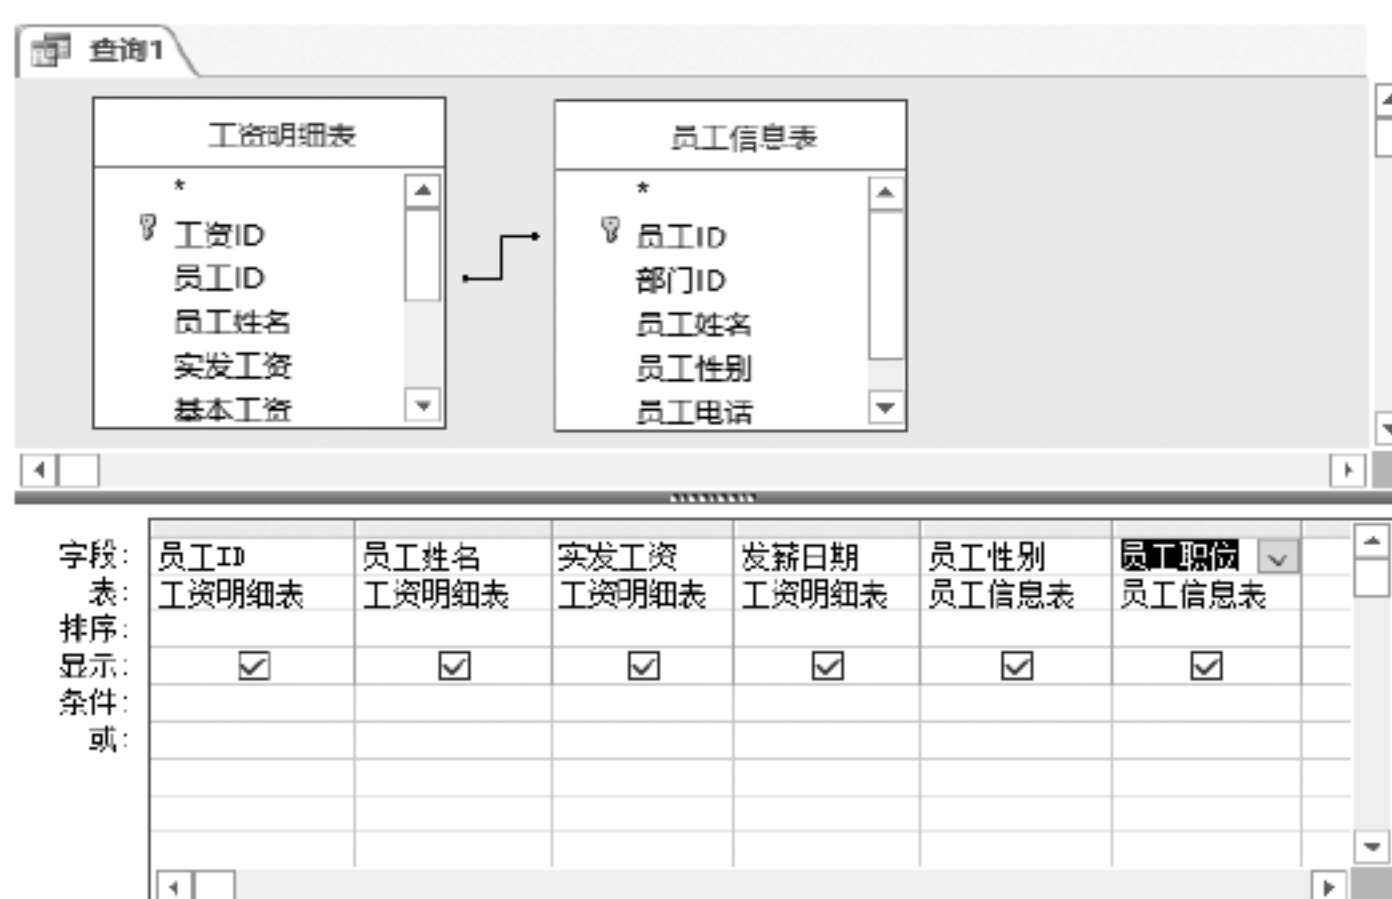 查询1
工资明细表
*
工资ID
员工ID
员工姓名
实发工资
基本工资
员工信息表
*
员工ID
部门ID
员工姓名
员工性别
员工电话
字段: 员工ID 员工姓名 实发工资 发薪日期 员工性别 员工职位
表: 工资明细表 工资明细表 工资明细表 工资明细表 员工信息表 员工信息表
排序:
显示:
条件:
或: